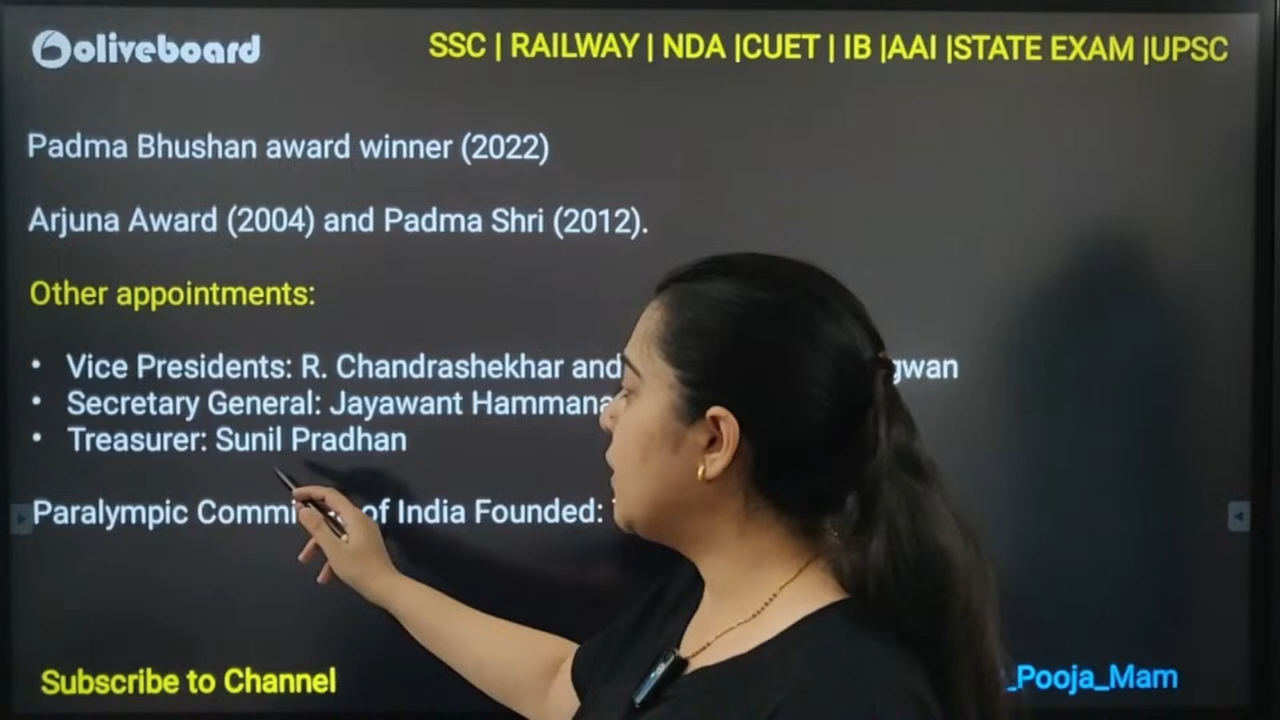 oliveboard
SSC | RAILWAY | NDA |CUET | IB |AAI |STATE EXAM |UPSC
Padma Bhushan award winner (2022)
Arjuna Award (2004) and Padma Shri (2012).
Other appointments:
• Vice Presidents: R. Chandrashekhar and
• Secretary General: Jayawant
• Treasurer: Sunil Pradhan
Paralympic of India Founded:
Subscribe to Channel
_Pooja_Mam